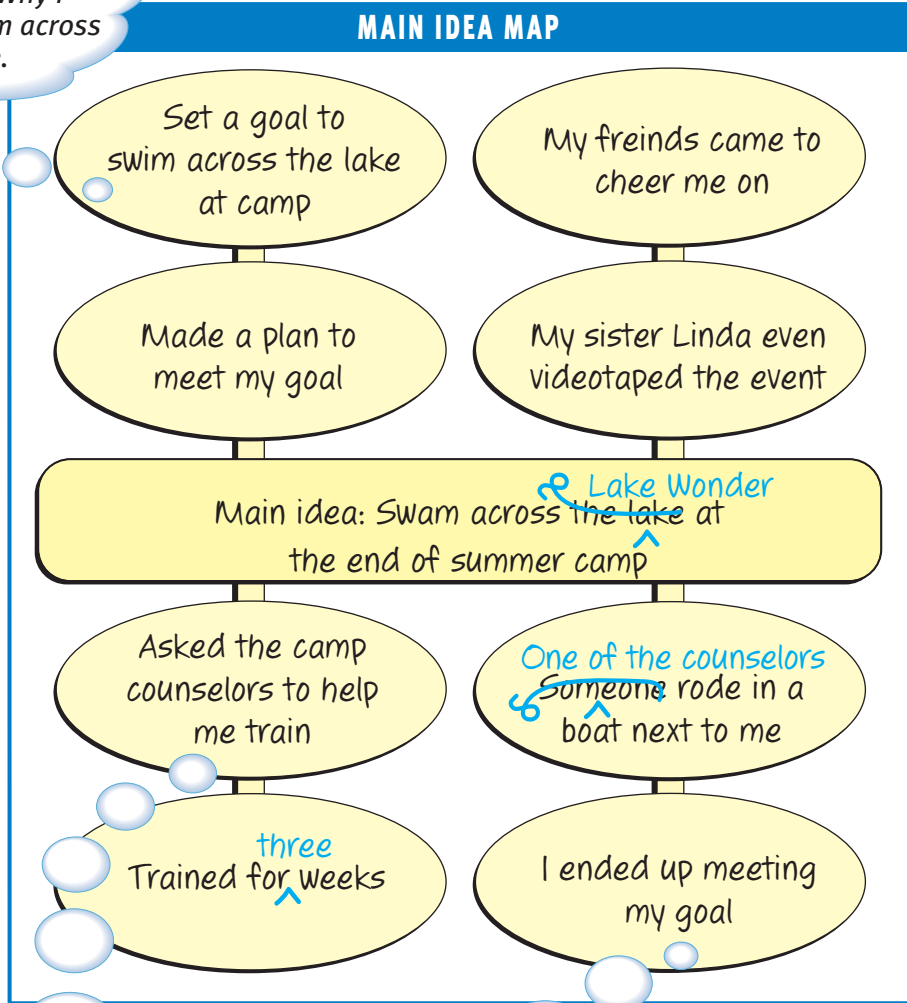 m across
.
MAIN IDEA MAP
Set a goal to
swim across the lake
at camp
My freinds came to
cheer me on
Made a plan to
meet my goal
My sister Linda even
videotaped the event
Lake Wonder
Main idea: Swam across the lake at
the end of summer camp
Asked the camp
counselors to help
me train
One of the counselors
Someone rode in a
boat next to me
three
Trained for weeks
I ended up meeting
my goal